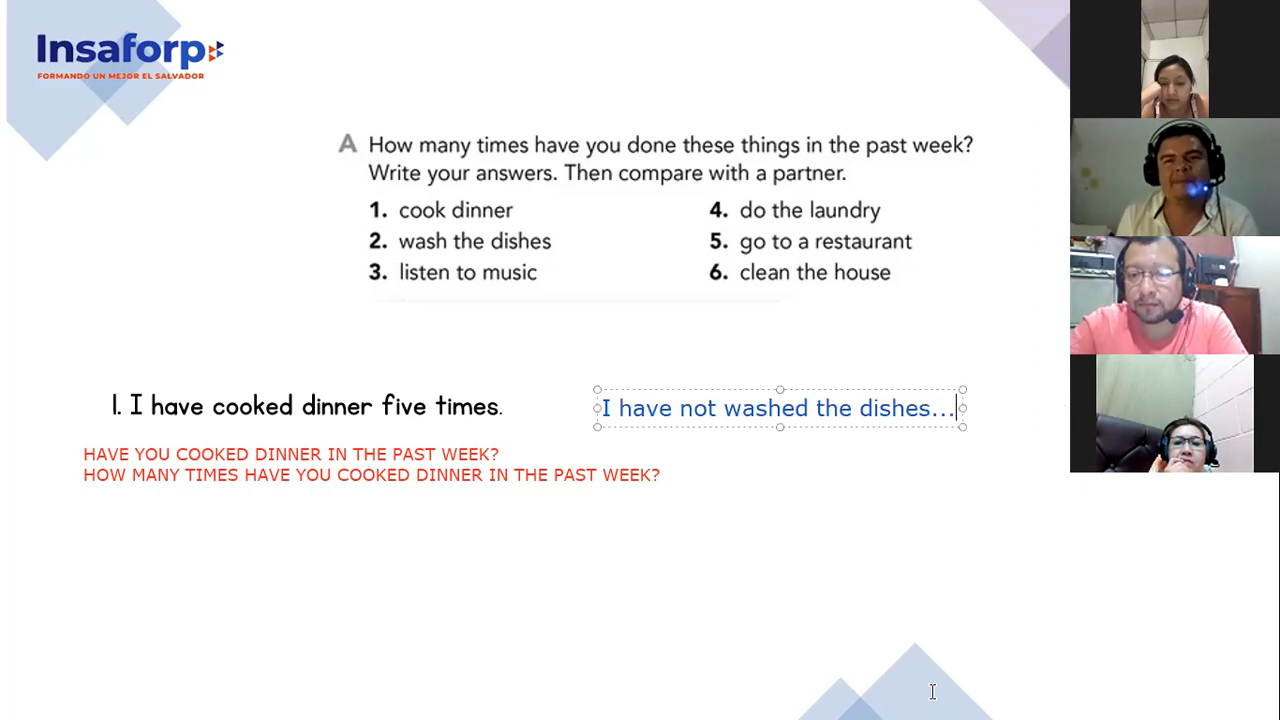 Insaforp
FORMANDO UN MEJOR EL SALVADOR
A How many times have you done these things in the past week?
Write your answers. Then compare with a partner.
1. cook dinner
2. wash the dishes
3. listen to music
4. do the laundry
5. go to a restaurant
6. clean the house
1. I have cooked dinner five times.
I have not washed the dishes...
HAVE YOU COOKED DINNER IN THE PAST WEEK?
HOW MANY TIMES HAVE YOU COOKED DINNER IN THE PAST WEEK?